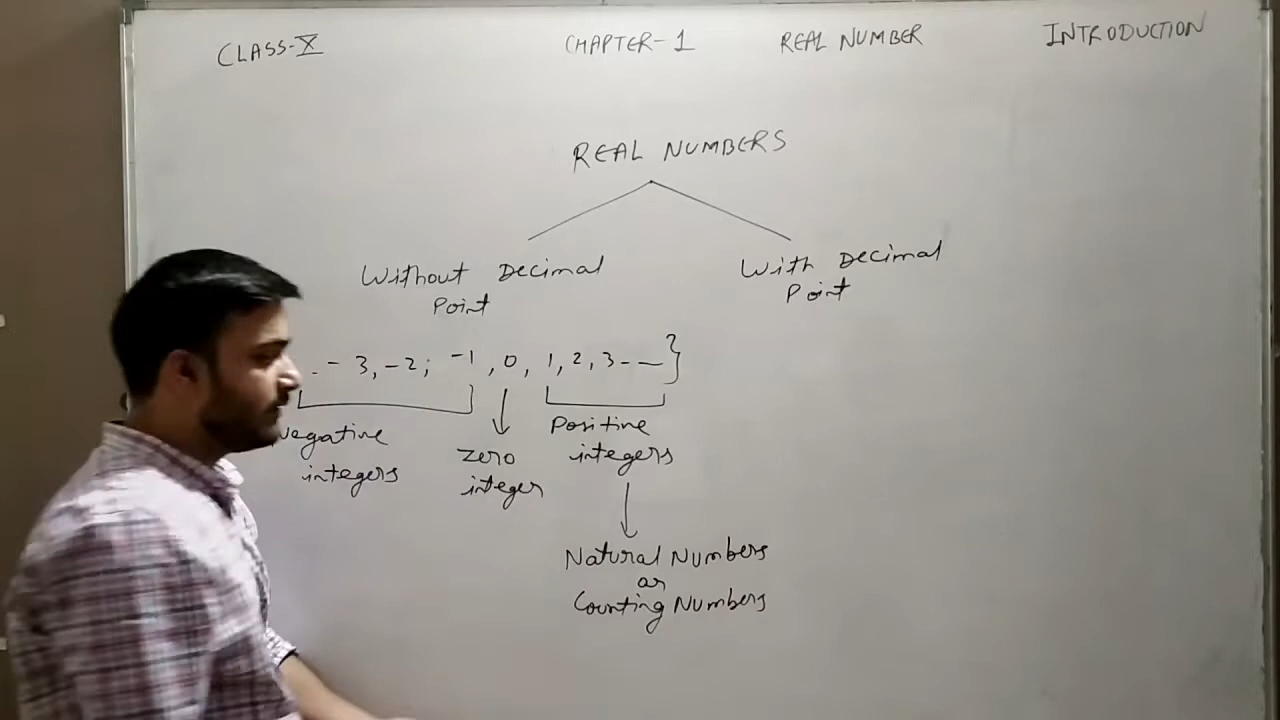 CLASS-X CHAPTER-1 REAL NUMBER INTRODUCTION
REAL NUMBERS
Without Decimal Point
With Decimal Point
. - 3, -2; -1, 0, 1, 2, 3 - — }
Negative integers
Zero integer
Positive integers
Natural Numbers
or
Counting Numbers